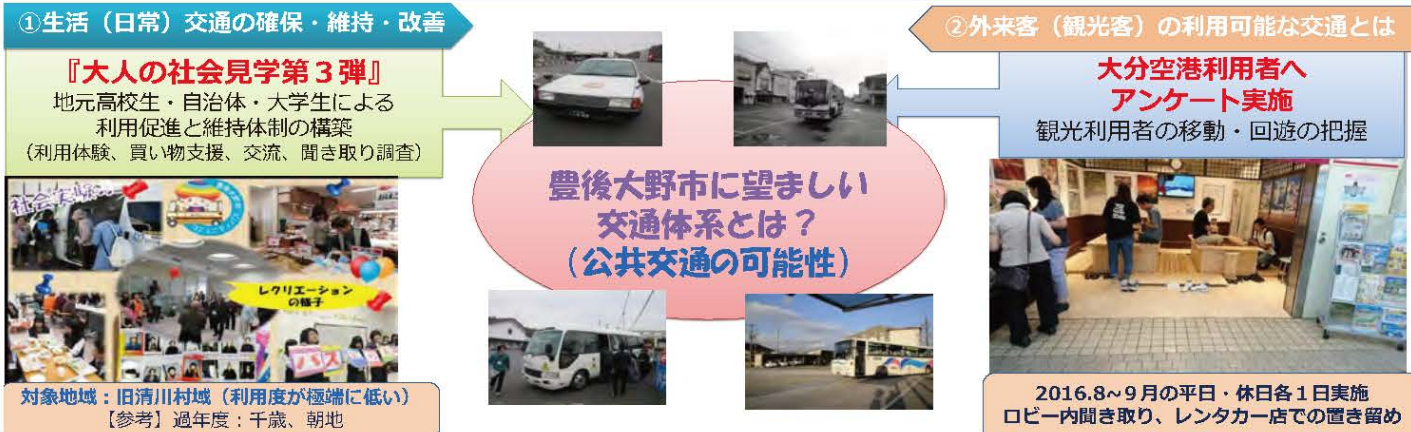 ①生活（日常）交通の確保・維持・改善
『大人の社会見学第３弾』
地元高校生・自治体・大学生による
利用促進と維持体制の構築
（利用体験、買い物支援、交流、聞き取り調査）
社会実験
レクリエーション
の様子
対象地域：旧清川村域（利用度が極端に低い）
【参考】過年度：千歳、朝地
豊後大野市に望ましい
交通体系とは？
（公共交通の可能性）
②外来客（観光客）の利用可能な交通とは
大分空港利用者へ
アンケート実施
観光利用者の移動・回遊の把握
2016.8~９月の平日・休日各１日実施
ロビー内聞き取り、レンタカー店での置き留め